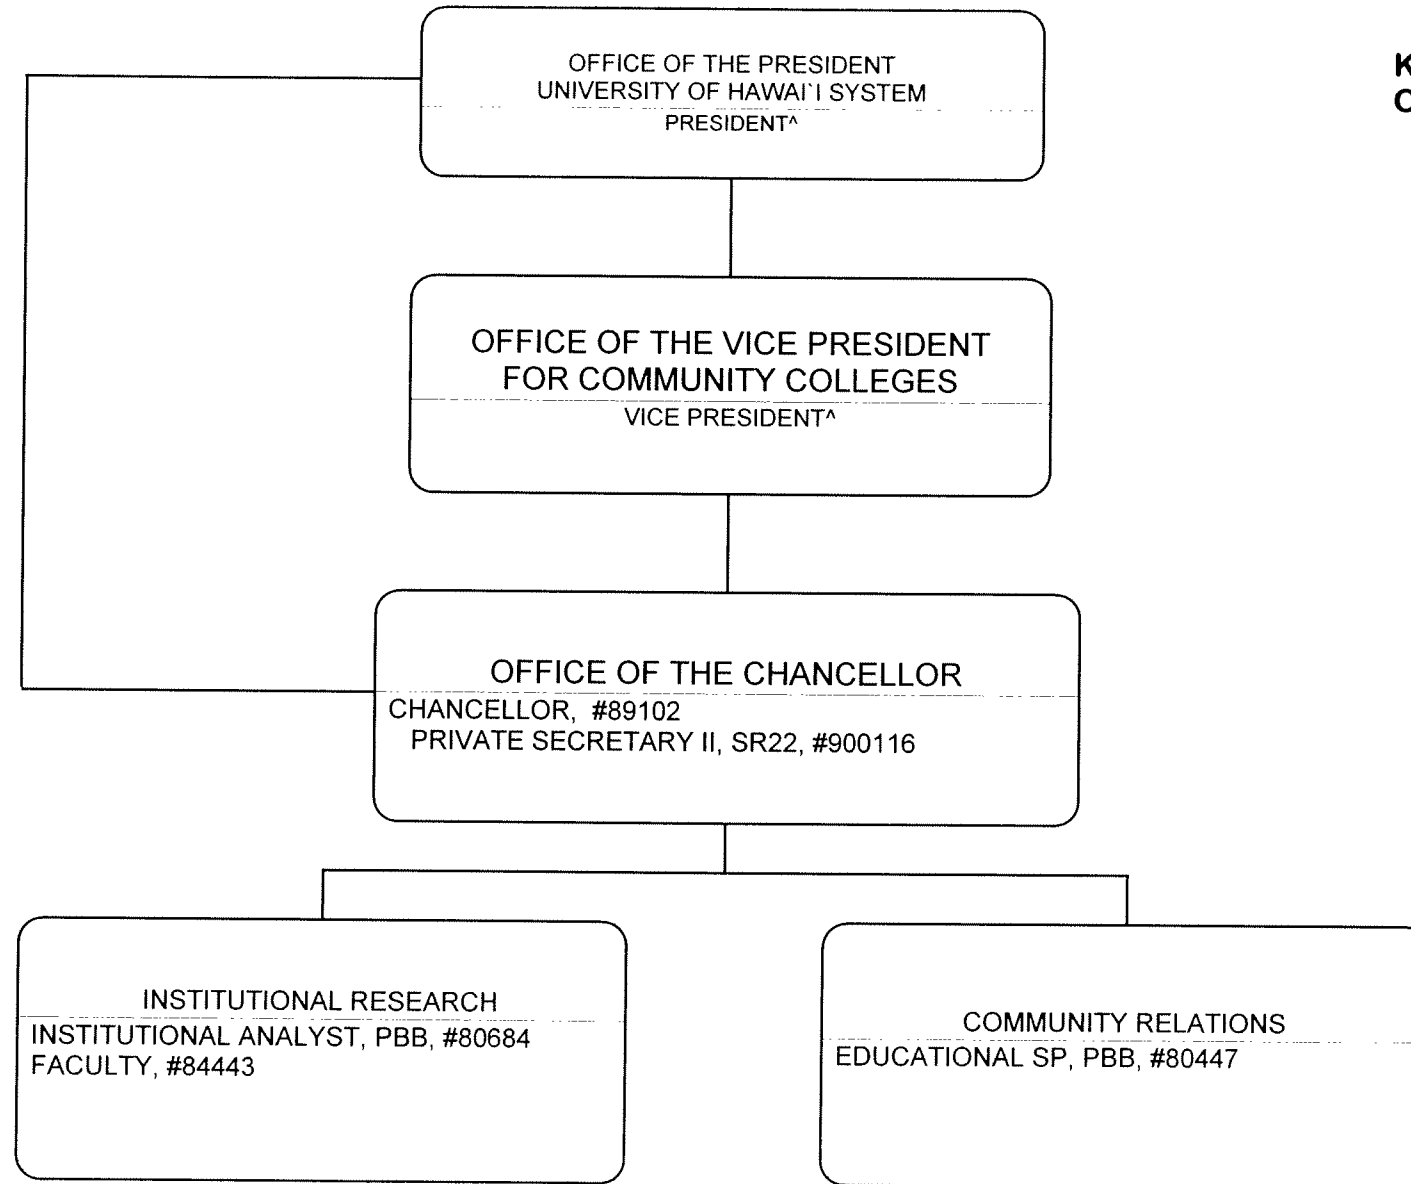 OFFICE OF THE PRESIDENT
UNIVERSITY OF HAWAI`I SYSTEM
PRESIDENT^
OFFICE OF THE VICE PRESIDENT
FOR COMMUNITY COLLEGES
VICE PRESIDENT^
OFFICE OF THE CHANCELLOR
CHANCELLOR, #89102
PRIVATE SECRETARY II, SR22, #900116
INSTITUTIONAL RESEARCH
INSTITUTIONAL ANALYST, PBB, #80684
FACULTY, #84443
COMMUNITY RELATIONS
EDUCATIONAL SP, PBB, #80447